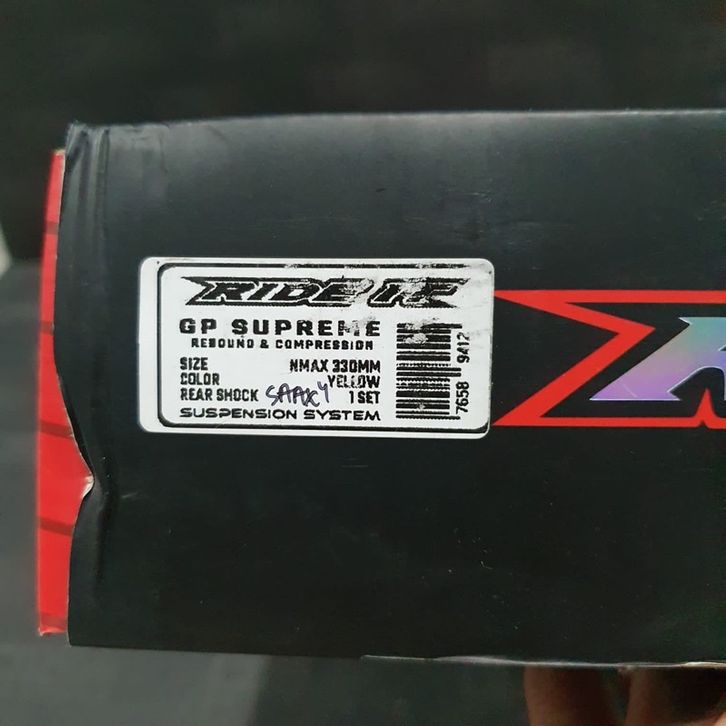 RIDE IT
GP SUPREME
REBOUND & COMPRESSION
SIZE NMAX 330MM
COLOR YELLOW
REAR SHOCK 1 SET
SUSPENSION SYSTEM
7658 9412